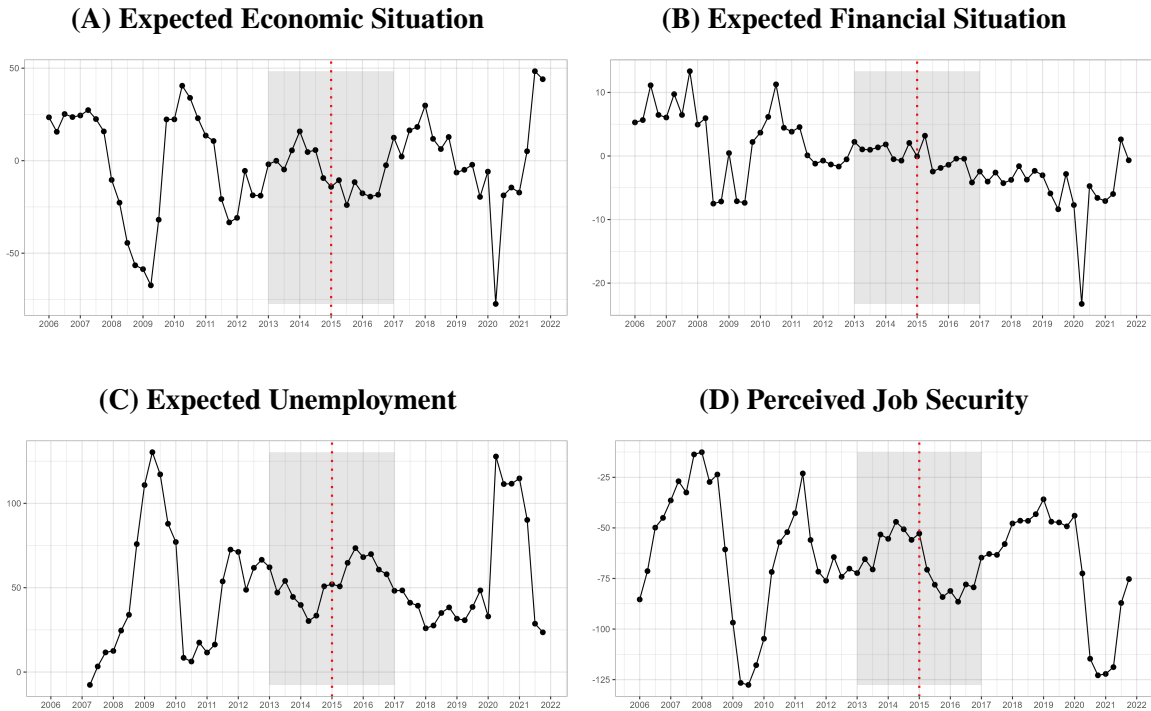 (A) Expected Economic Situation
50
0
-50
2006 2007 2008 2009 2010 2011 2012 2013 2014 2015 2016 2017 2018 2019 2020 2021 2022
(B) Expected Financial Situation
10
0
-10
-20
2006 2007 2008 2009 2010 2011 2012 2013 2014 2015 2016 2017 2018 2019 2020 2021 2022
(C) Expected Unemployment
100
50
0
2006 2007 2008 2009 2010 2011 2012 2013 2014 2015 2016 2017 2018 2019 2020 2021 2022
(D) Perceived Job Security
-25
-50
-75
-100
-125
2006 2007 2008 2009 2010 2011 2012 2013 2014 2015 2016 2017 2018 2019 2020 2021 2022